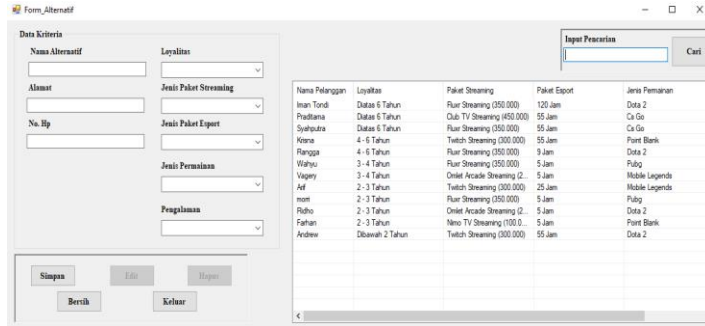 Form_Alternatif
Data Kriteria
Nama Alternatif
Loyalitas
Alamat
Jenis Paket Streaming
No. Hp
Jenis Paket Esport
Jenis Permainan
Pengalaman
Simpan Edit Hapus
Bersih Keluar
Input Pencarian
Cari
Nama Pelanggan Loyalitas Paket Streaming Paket Esport Jenis Permainan
Iman Tondi Diatas 6 Tahun Fluxr Streaming (350.000) 120 Jam Dota 2
Praditama Diatas 6 Tahun Club TV Streaming (450.000) 55 Jam Cs Go
Syahputra Diatas 6 Tahun Fluxr Streaming (350.000) 55 Jam Cs Go
Krisna 4 - 6 Tahun Twitch Streaming (300.000) 55 Jam Point Blank
Rangga 4 - 6 Tahun Fluxr Streaming (350.000) 9 Jam Dota 2
Wahyu 3 - 4 Tahun Fluxr Streaming (350.000) 5 Jam Pubg
Vagery 3 - 4 Tahun Omlet Arcade Streaming (2... 5 Jam Mobile Legends
Arif 2 - 3 Tahun Twitch Streaming (300.000) 25 Jam Mobile Legends
morri 2 - 3 Tahun Fluxr Streaming (350.000) 5 Jam Pubg
Ridho 2 - 3 Tahun Omlet Arcade Streaming (2... 5 Jam Dota 2
Farhan 2 - 3 Tahun Nimo TV Streaming (100.0... 5 Jam Point Blank
Andrew Dibawah 2 Tahun Twitch Streaming (300.000) 55 Jam Dota 2